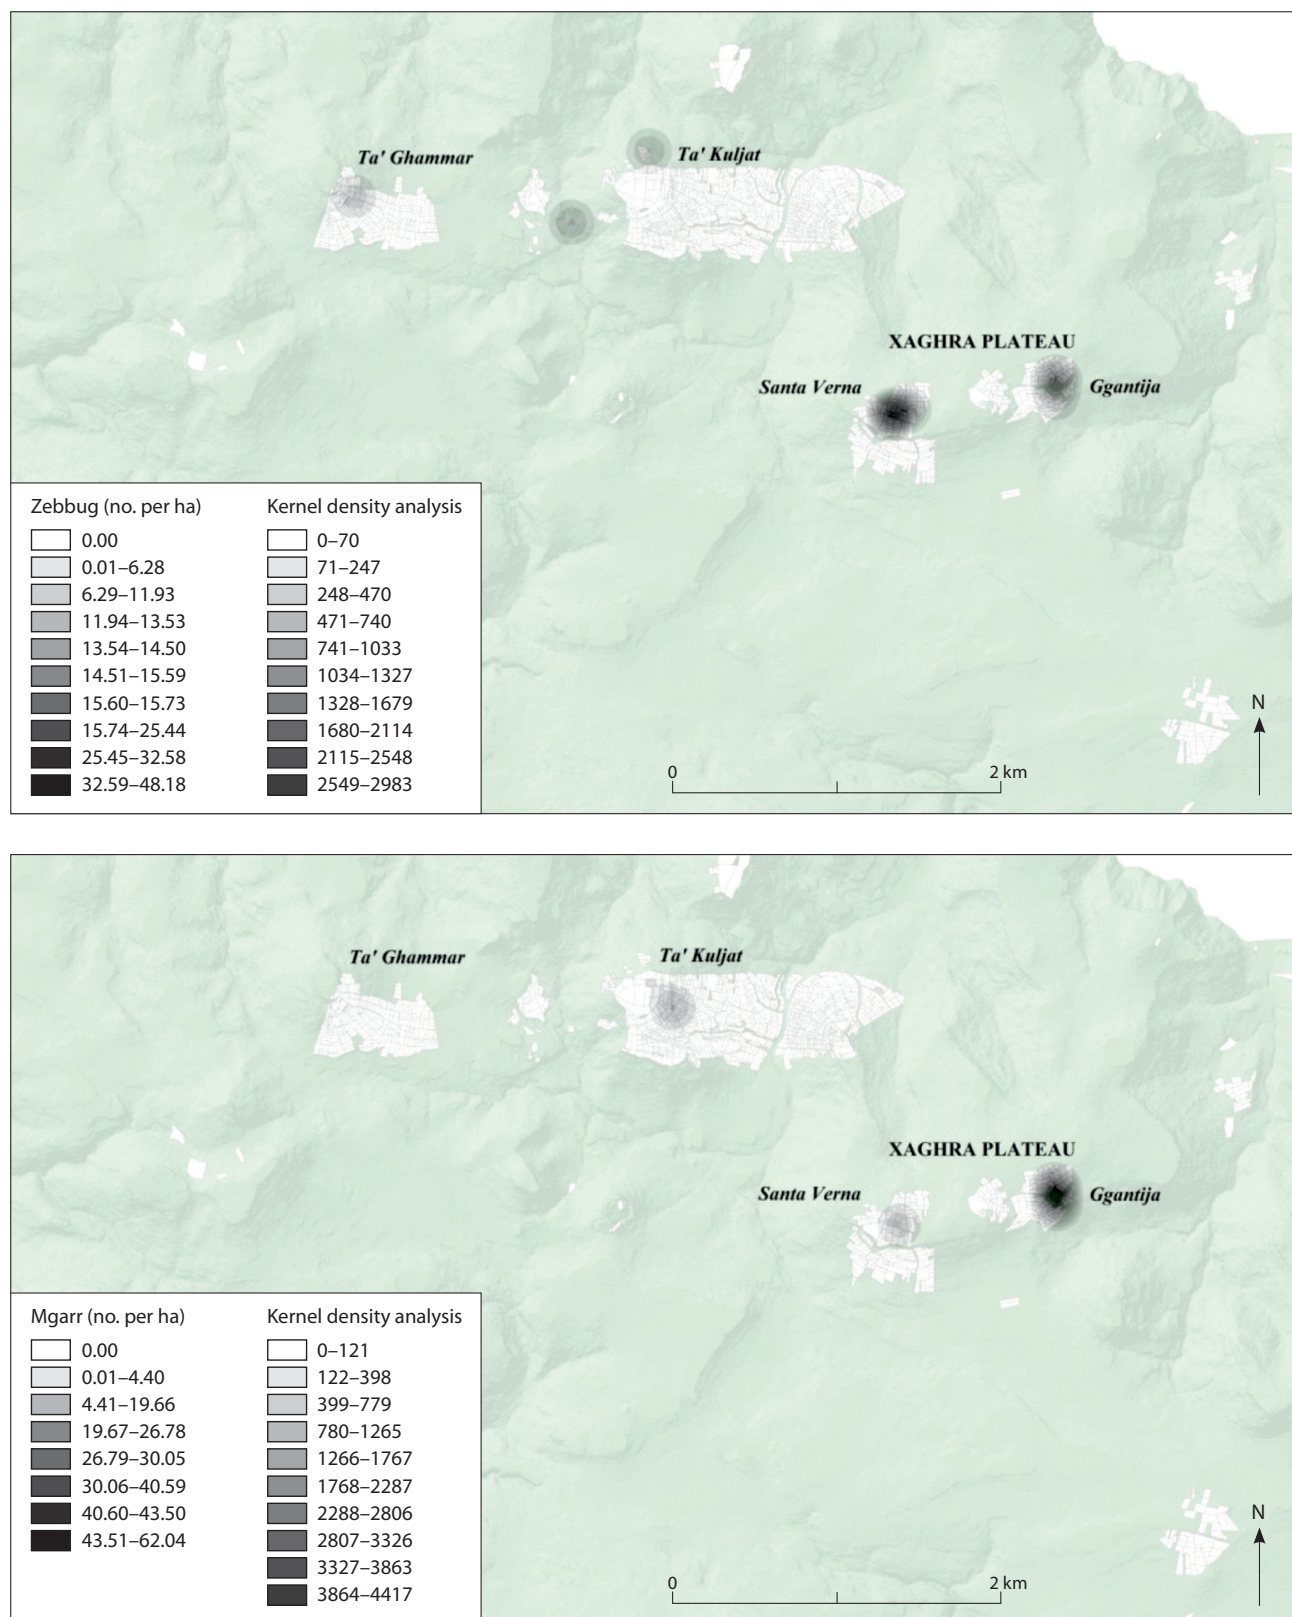 Ta' Ghammar
Ta' Kuljat
XAGHRA PLATEAU
Santa Verna
Ggantija
Zebbug (no. per ha)
0.00
0.01–6.28
6.29–11.93
11.94–13.53
13.54–14.50
14.51–15.59
15.60–15.73
15.74–25.44
25.45–32.58
32.59–48.18
Kernel density analysis
0–70
71–247
248–470
471–740
741–1033
1034–1327
1328–1679
1680–2114
2115–2548
2549–2983
N
0 2 km
Ta' Ghammar
Ta' Kuljat
XAGHRA PLATEAU
Santa Verna
Ggantija
Mgarr (no. per ha)
0.00
0.01–4.40
4.41–19.66
19.67–26.78
26.79–30.05
30.06–40.59
40.60–43.50
43.51–62.04
Kernel density analysis
0–121
122–398
399–779
780–1265
1266–1767
1768–2287
2288–2806
2807–3326
3327–3863
3864–4417
N
0 2 km